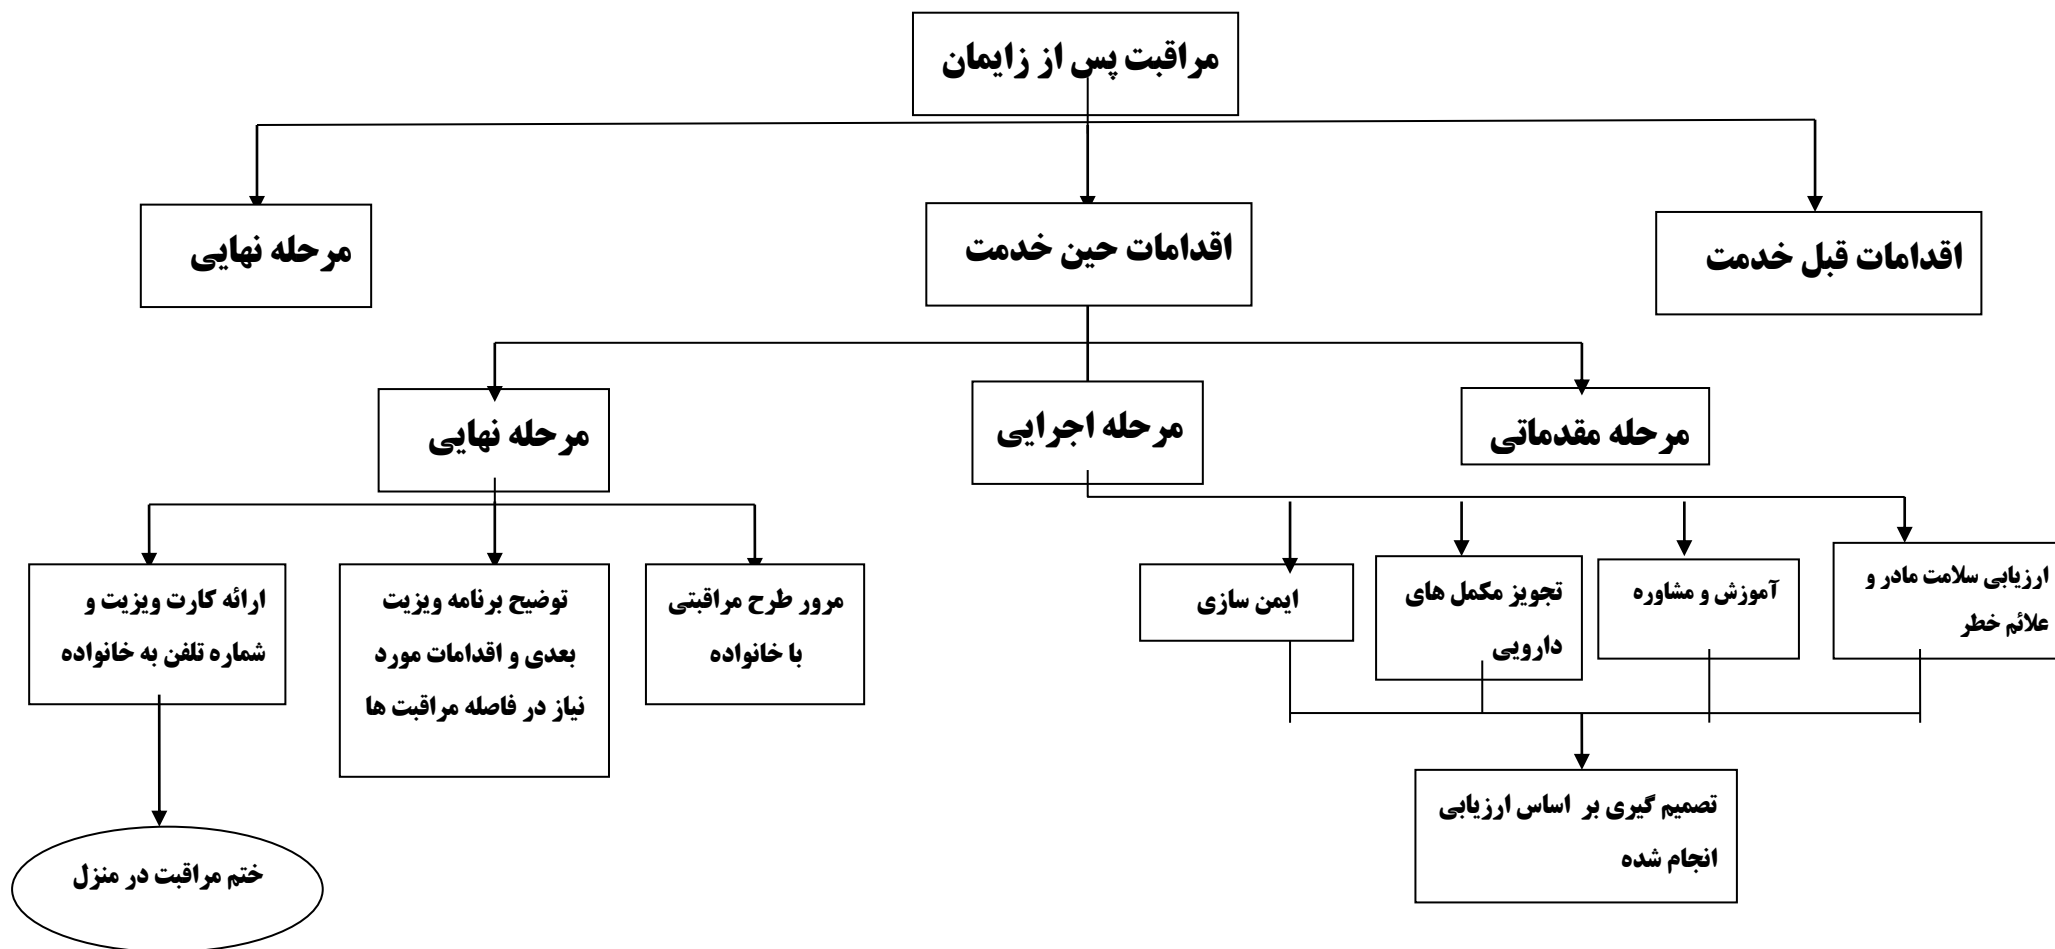 مراقبت پس از زایمان
اقدامات قبل خدمت
اقدامات حین خدمت
مرحله نهایی
مرحله مقدماتی
مرحله اجرایی
مرحله نهایی
ارزیابی سلامت مادر و
علائم خطر
آموزش و مشاوره
تجویز مکمل های
دارویی
ایمن سازی
مرور طرح مراقبتی
با خانواده
توضیح برنامه ویزیت
بعدی و اقدامات مورد
نیاز در فاصله مراقبت ها
ارائه کارت ویزیت و
شماره تلفن به خانواده
تصمیم گیری بر اساس ارزیابی
انجام شده
ختم مراقبت در منزل